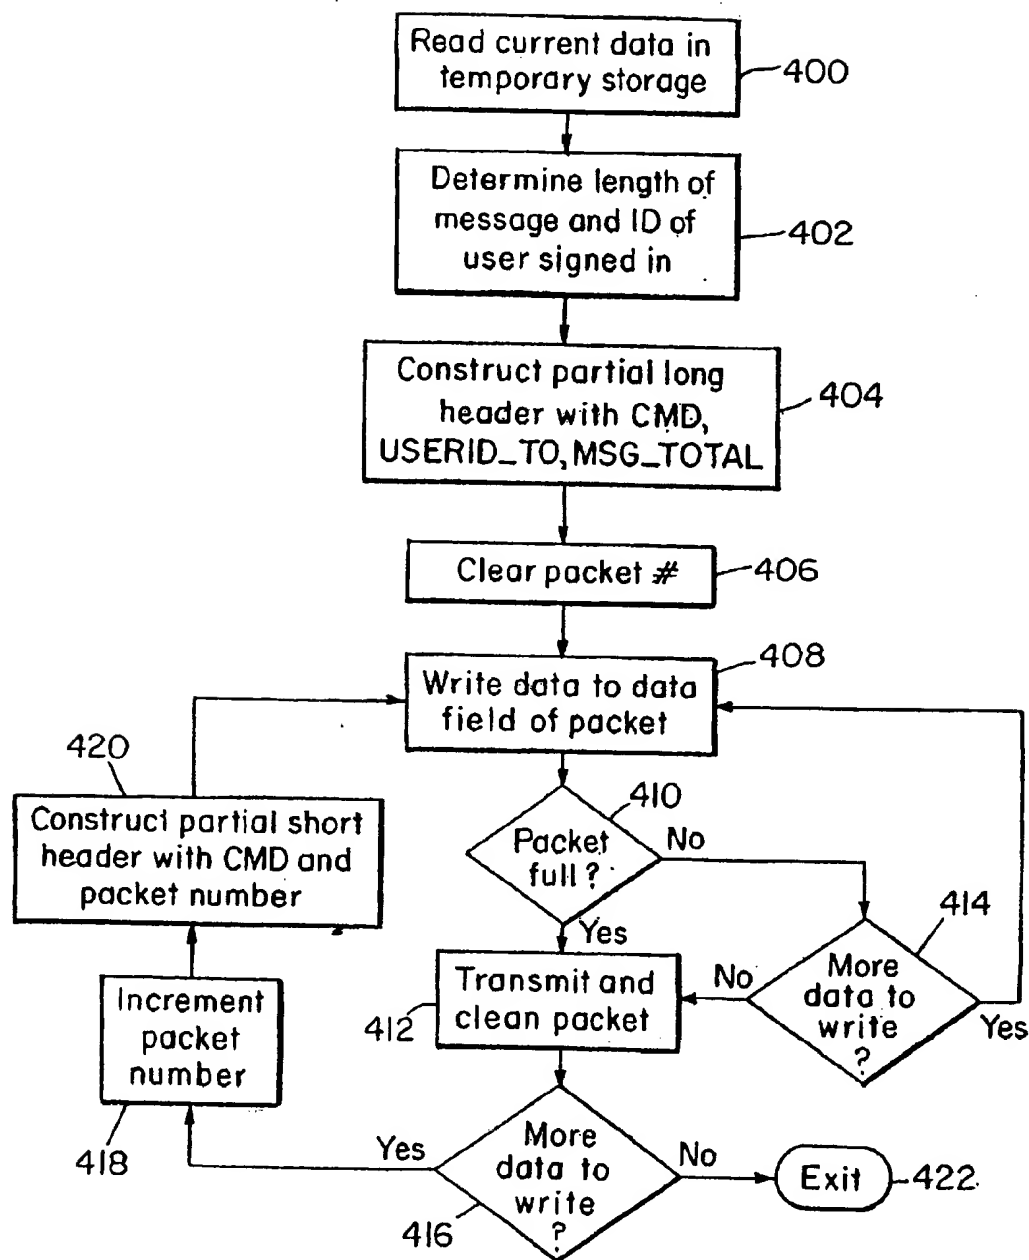 Read current data in
temporary storage
400
Determine length of
message and ID of
user signed in
402
Construct partial long
header with CMD,
USERID_TO, MSG_TOTAL
404
Clear packet #
406
408
Write data to data
field of packet
420
Construct partial short
header with CMD and
packet number
410
Packet
full?
No
Yes
414
More
data to
write
?
No
Yes
Transmit and
clean packet
412
Increment
packet
number
418
More
data to
write
?
416
Yes
No
Exit
422